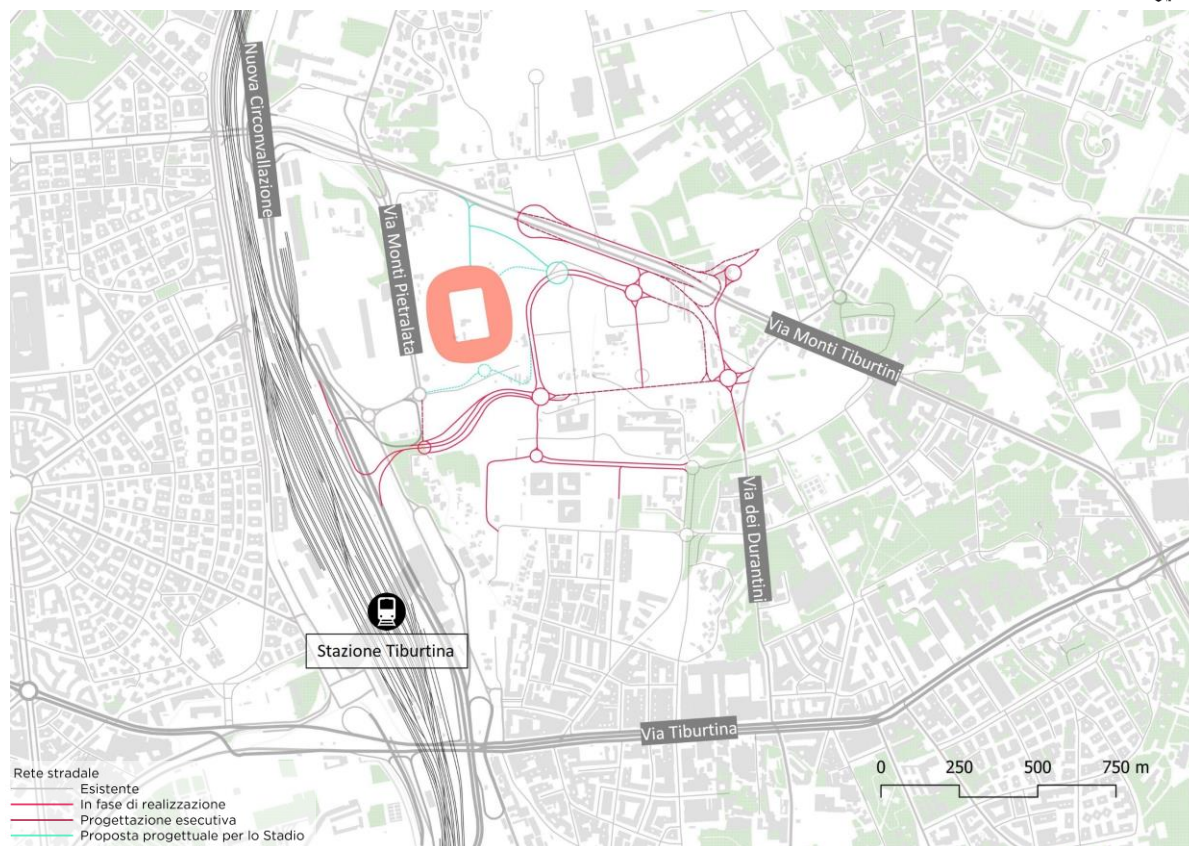 Nuova Circonvallazione
Via Monti Pietralata
Via Monti Tiburtini
Via dei Durantini
Stazione Tiburtina
Via Tiburtina
0 250 500 750 m
Rete stradale
Esistente
In fase di realizzazione
Progettazione esecutiva
Proposta progettuale per lo Stadio